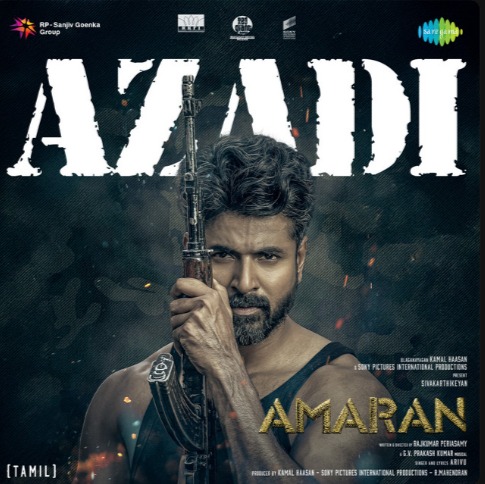 RP - Sanjiv Goenka
Group
saregama
AZADI
ULAGANAYAGAN KAMAL HAASAN
& SONY PICTURES INTERNATIONAL PRODUCTIONS
PRESENT
SIVAKARTHIKEYAN
AMARAN
WRITTEN & DIRECTED BY RAJKUMAR PERIASAMY
A G.V. PRAKASH KUMAR MUSICAL
SINGER AND LYRICS ARIVU
PRODUCED BY KAMAL HAASAN - SONY PICTURES INTERNATIONAL PRODUCTIONS - R.MAHENDRAN
[TAMIL]